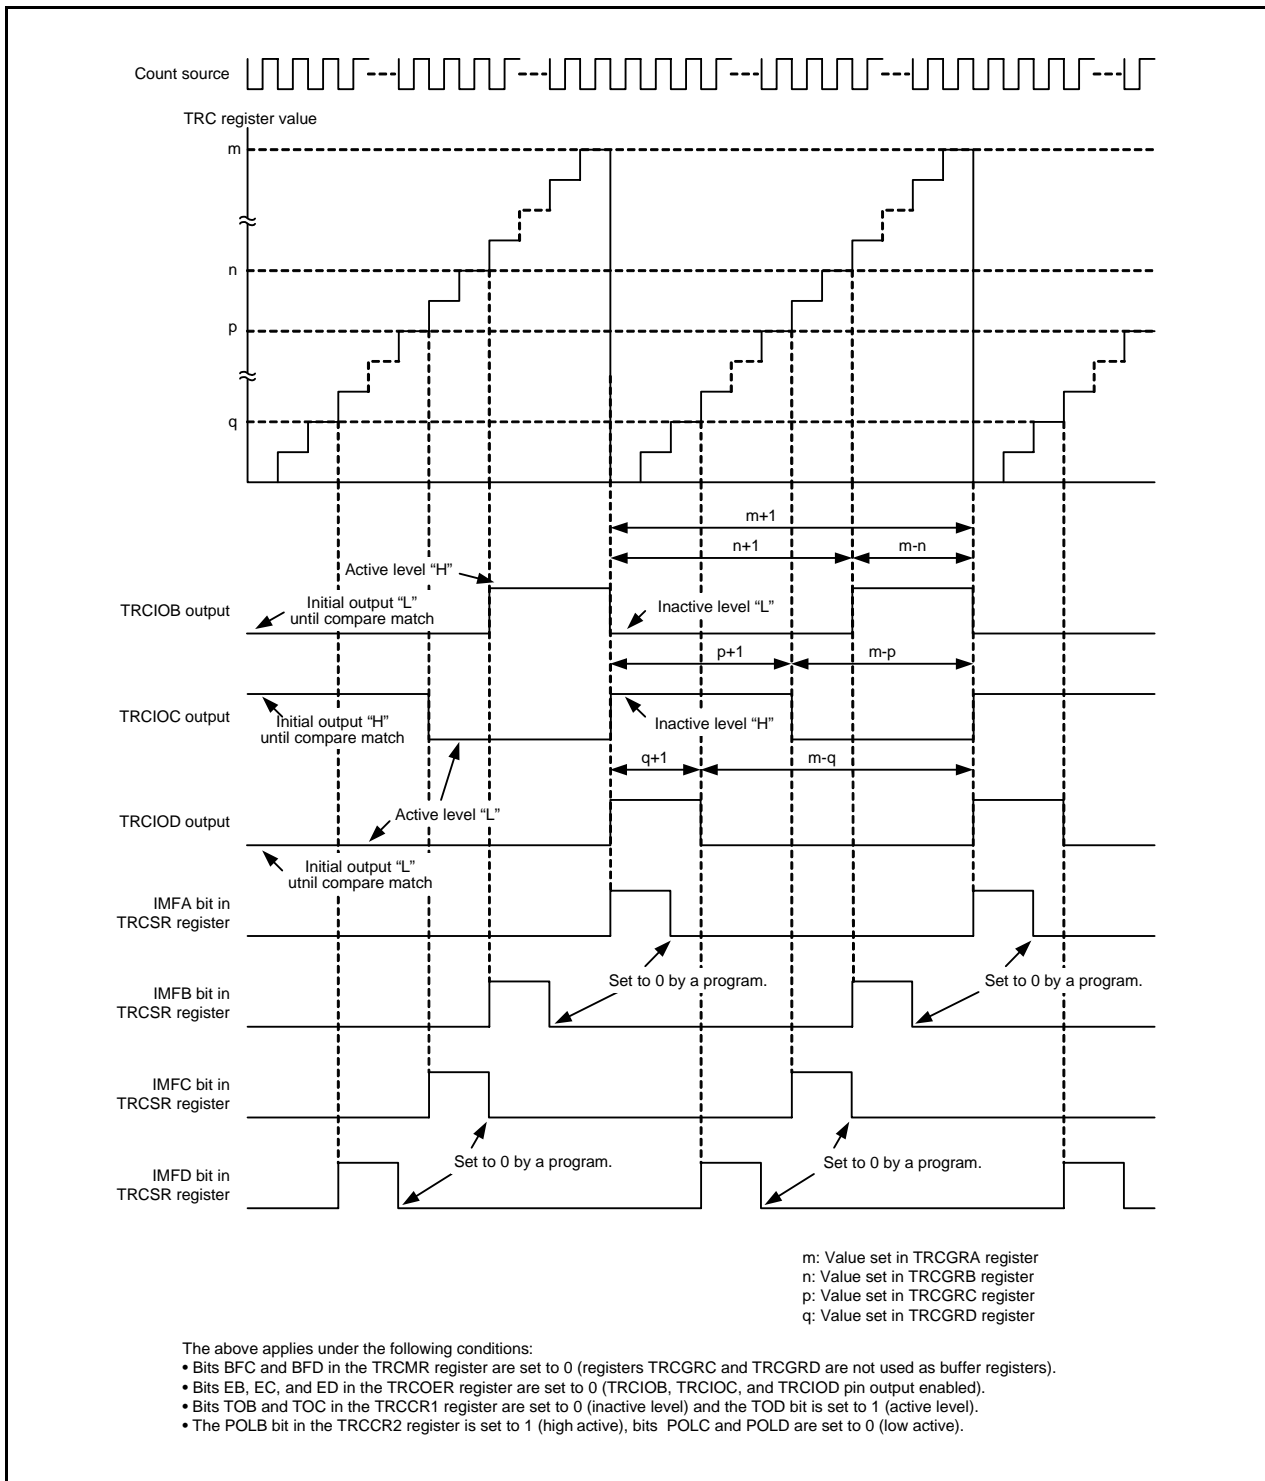 Count source
TRC register value
m
n
p
q
m+1
n+1
m-n
Active level “H”
TRCIOB output
Initial output “L”
until compare match
Inactive level “L”
p+1
m-p
TRCIOC output
Initial output “H”
until compare match
Inactive level “H”
q+1
m-q
TRCIOD output
Active level “L”
Initial output “L”
utnil compare match
IMFA bit in
TRCSR register
Set to 0 by a program.
Set to 0 by a program.
IMFB bit in
TRCSR register
IMFC bit in
TRCSR register
Set to 0 by a program.
Set to 0 by a program.
IMFD bit in
TRCSR register
m: Value set in TRCGRA register
n: Value set in TRCGRB register
p: Value set in TRCGRC register
q: Value set in TRCGRD register
The above applies under the following conditions:
• Bits BFC and BFD in the TRCMR register are set to 0 (registers TRCGRC and TRCGRD are not used as buffer registers).
• Bits EB, EC, and ED in the TRCOER register are set to 0 (TRCIOB, TRCIOC, and TRCIOD pin output enabled).
• Bits TOB and TOC in the TRCCR1 register are set to 0 (inactive level) and the TOD bit is set to 1 (active level).
• The POLB bit in the TRCCR2 register is set to 1 (high active), bits POLC and POLD are set to 0 (low active).